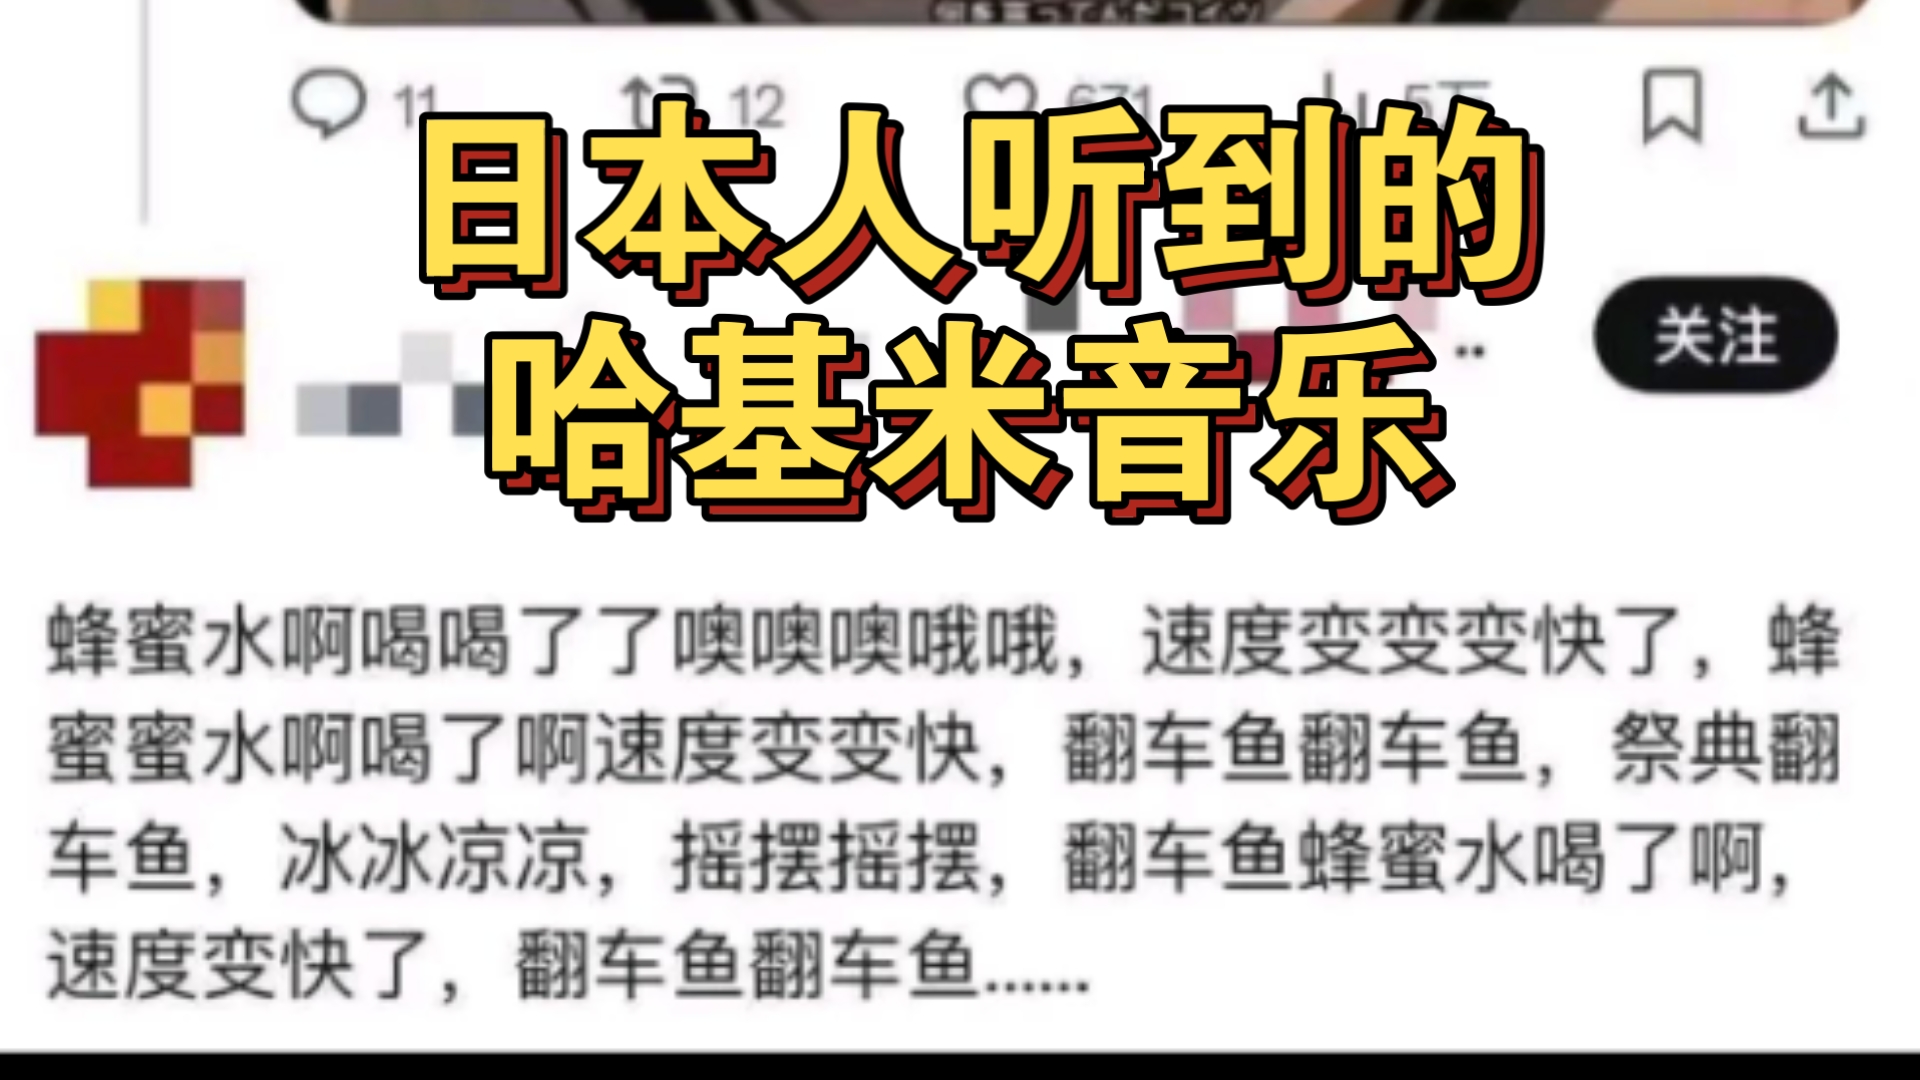 11 12 671 5万
日本人听到的
哈基米音乐
关注
蜂蜜水啊喝喝了了噢噢噢哦哦，速度变变变快了，蜂
蜜蜜水啊喝了啊速度变变快，翻车鱼翻车鱼，祭典翻
车鱼，冰冰凉凉，摇摆摇摆，翻车鱼蜂蜜水喝了啊，
速度变快了，翻车鱼翻车鱼......